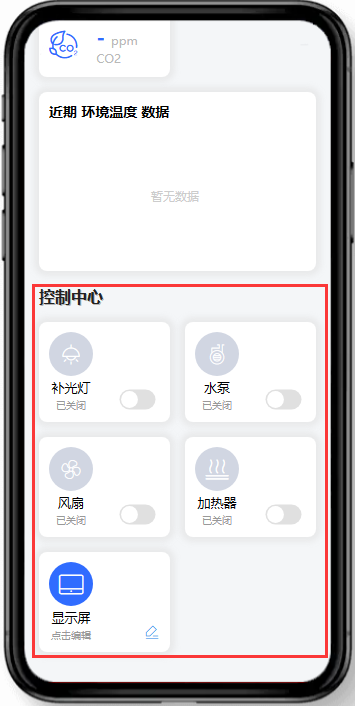 - ppm
CO2
CO₂
近期 环境温度 数据
暂无数据
控制中心
补光灯
已关闭
水泵
已关闭
风扇
已关闭
加热器
已关闭
显示屏
点击编辑